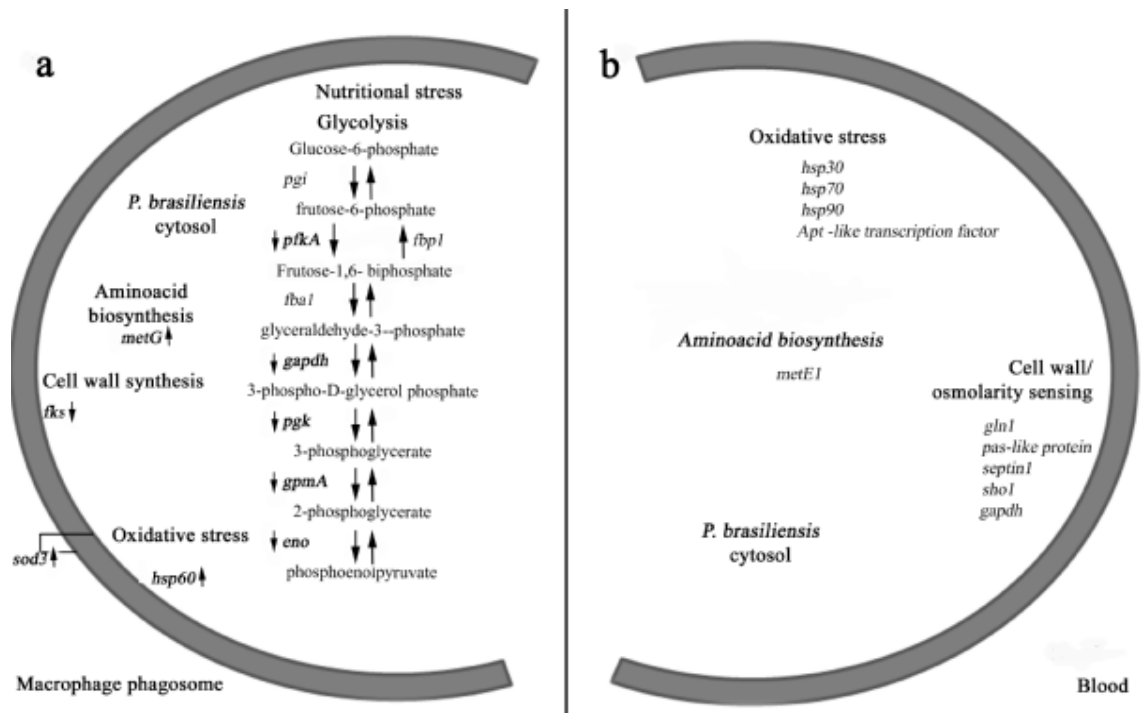 a
Nutritional stress
Glycolysis
Glucose-6-phosphate
pgi
frutose-6-phosphate
pfkA
fbp1
Frutose-1,6- biphosphate
fba1
glyceraldehyde-3--phosphate
gapdh
3-phospho-D-glycerol phosphate
pgk
3-phosphoglycerate
gpmA
2-phosphoglycerate
eno
phosphoenolpyruvate
P. brasiliensis
cytosol
Aminoacid
biosynthesis
metG
Cell wall synthesis
fks
Oxidative stress
sod3
hsp60
Macrophage phagosome
b
Oxidative stress
hsp30
hsp70
hsp90
Apt -like transcription factor
Aminoacid biosynthesis
metE1
Cell wall/
osmolarity sensing
gln1
pas-like protein
septin1
sho1
gapdh
P. brasiliensis
cytosol
Blood